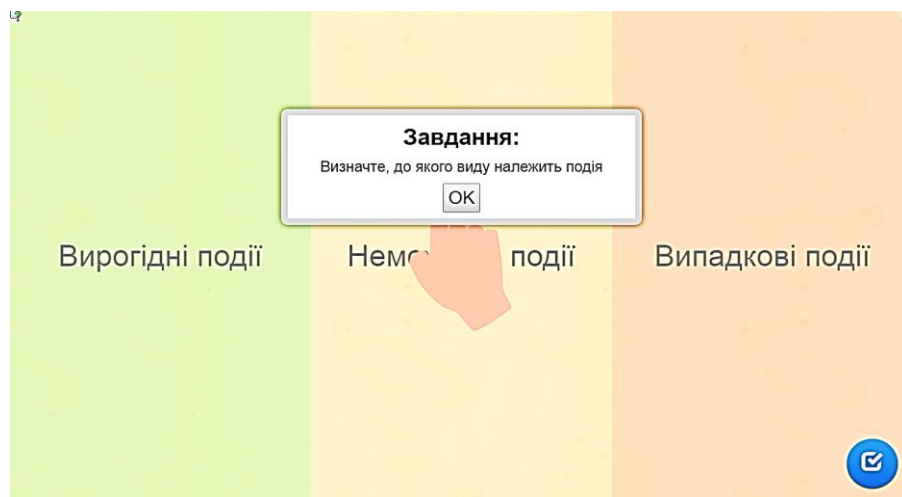 Завдання:
Визначте, до якого виду належить подія
OK
Вирогідні події
події
Випадкові події